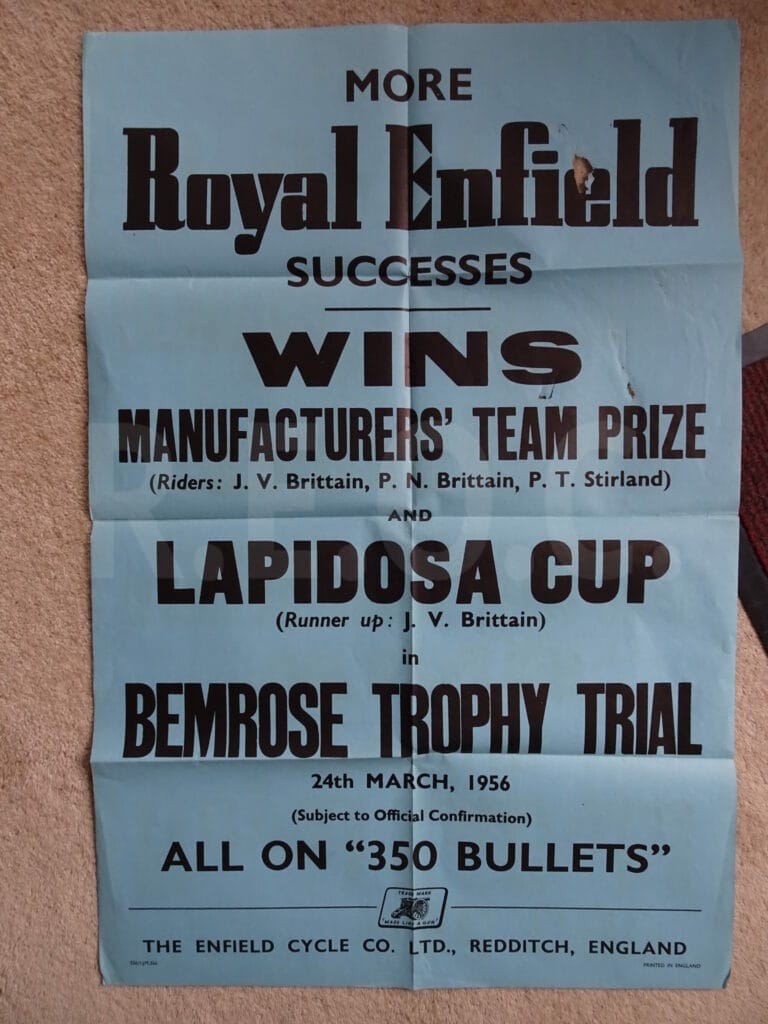 MORE
Royal Enfield
SUCCESSES
WINS
MANUFACTURERS' TEAM PRIZE
(Riders: J. V. Brittain, P. N. Brittain, P. T. Stirland)
AND
LAPIDOSA CUP
(Runner up: J. V. Brittain)
in
BEMROSE TROPHY TRIAL
24th MARCH, 1956
(Subject to Official Confirmation)
ALL ON "350 BULLETS"
TRADE MARK
"MADE LIKE A GUN"
THE ENFIELD CYCLE CO. LTD., REDDITCH, ENGLAND
PRINTED IN ENGLAND